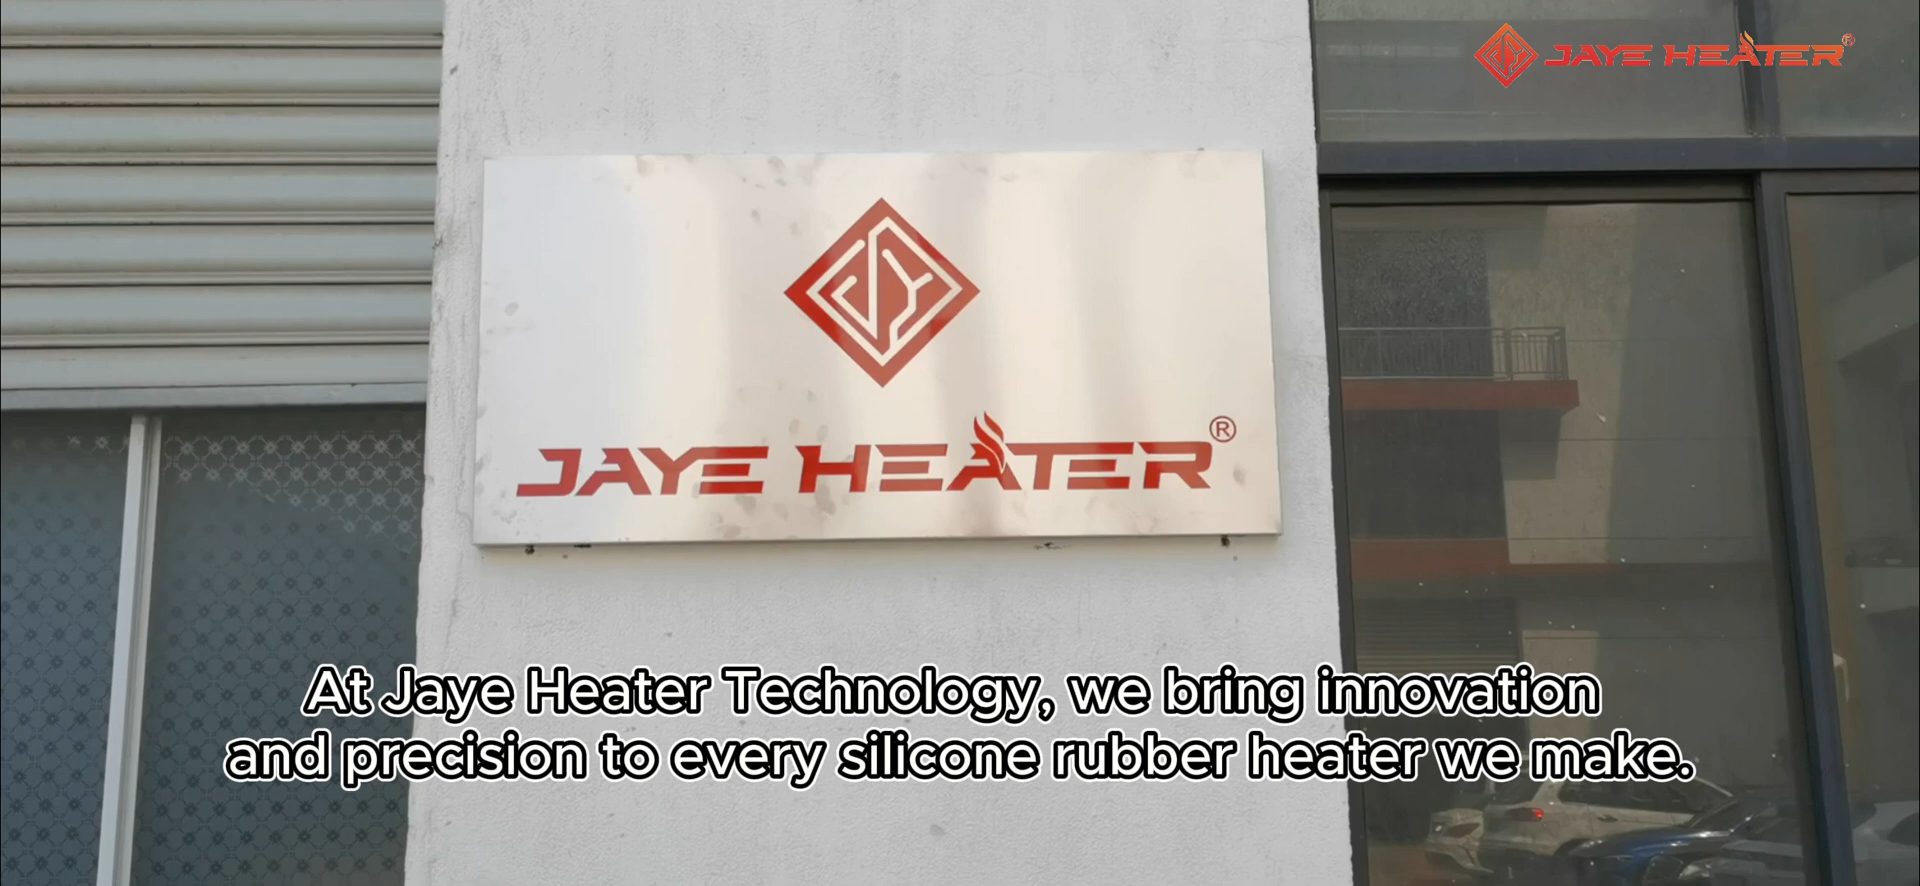 JAYE HEATER®
JAYE HEATER®
At Jaye Heater Technology, we bring innovation
and precision to every silicone rubber heater we make.